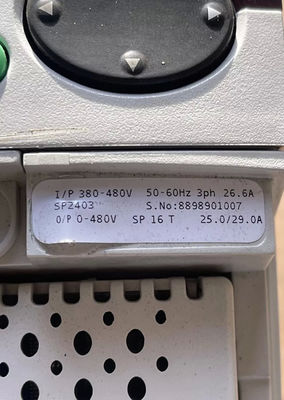 I/P 380-480V 50-60Hz 3ph 26.6A
SP2403 S.No:8898901007
O/P 0-480V SP 16 T 25.0/29.0A